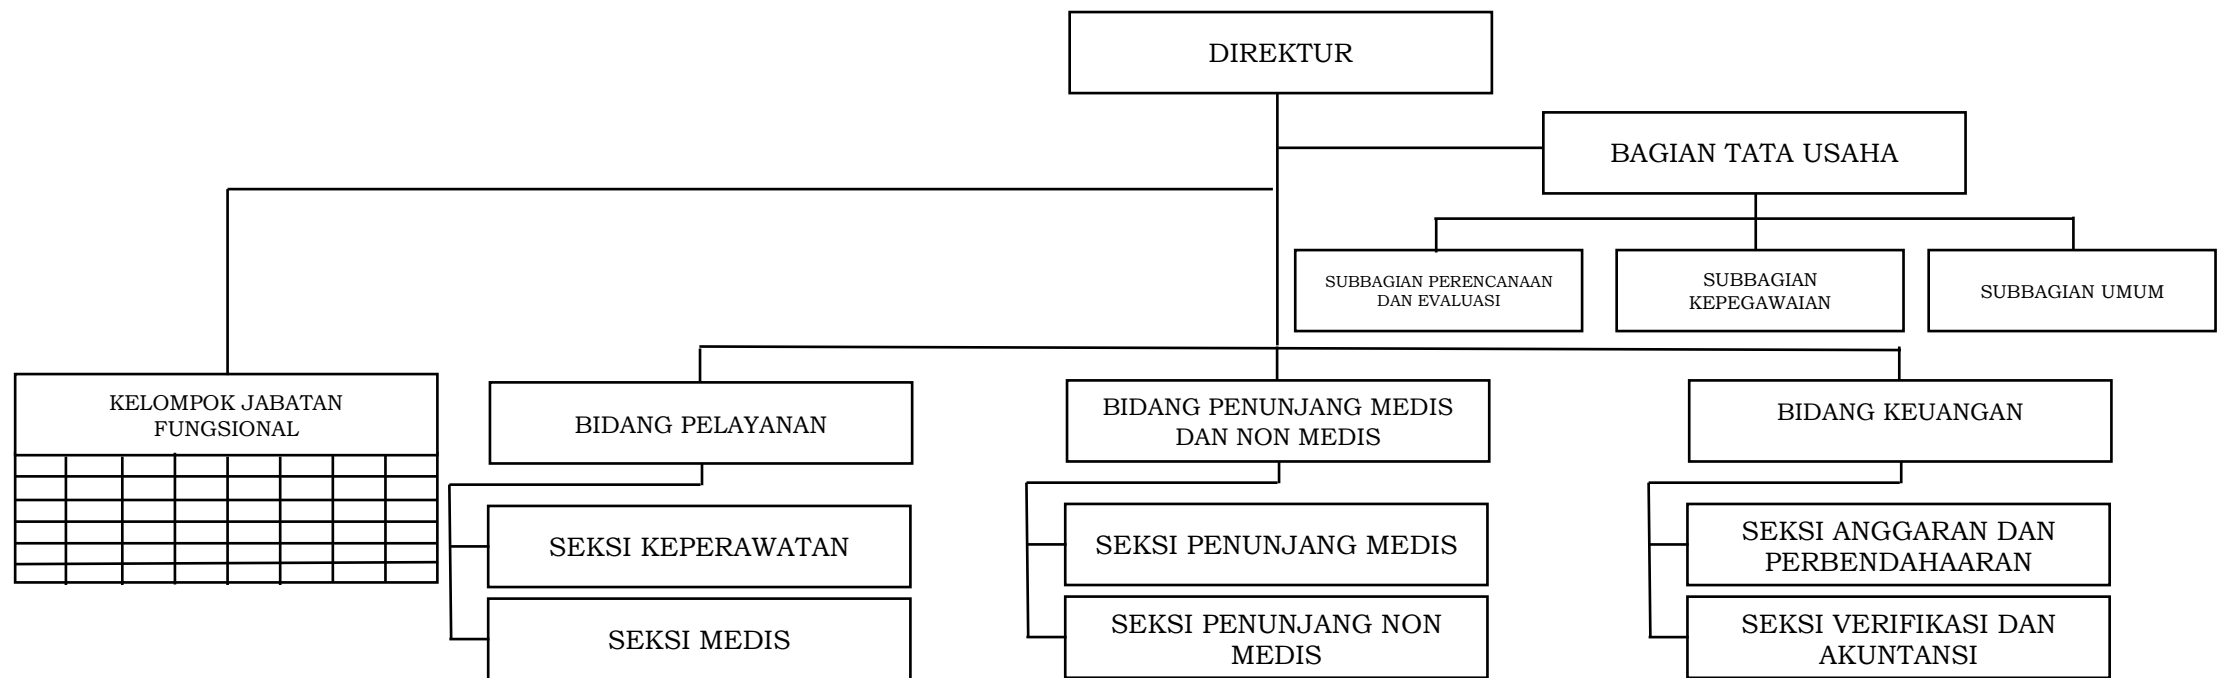 DIREKTUR
BAGIAN TATA USAHA
SUBBAGIAN PERENCANAAN
DAN EVALUASI
SUBBAGIAN
KEPEGAWAIAN
SUBBAGIAN UMUM
KELOMPOK JABATAN
FUNGSIONAL
BIDANG PELAYANAN
BIDANG PENUNJANG MEDIS
DAN NON MEDIS
BIDANG KEUANGAN
SEKSI KEPERAWATAN
SEKSI PENUNJANG MEDIS
SEKSI ANGGARAN DAN
PERBENDAHAARAN
SEKSI MEDIS
SEKSI PENUNJANG NON
MEDIS
SEKSI VERIFIKASI DAN
AKUNTANSI